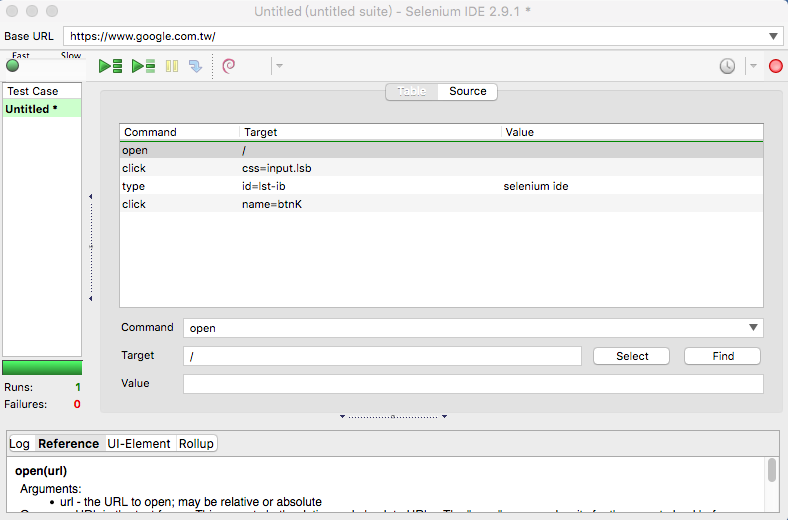 Untitled (untitled suite) - Selenium IDE 2.9.1 *
Base URL https://www.google.com.tw/
Fast Slow
Test Case
Untitled *
Table Source
Command Target Value
open /
click css=input.lsb
type id=lst-ib selenium ide
click name=btnK
Command open
Target / Select Find
Value
Runs: 1
Failures: 0
Log Reference UI-Element Rollup
open(url)
Arguments:
• url - the URL to open; may be relative or absolute